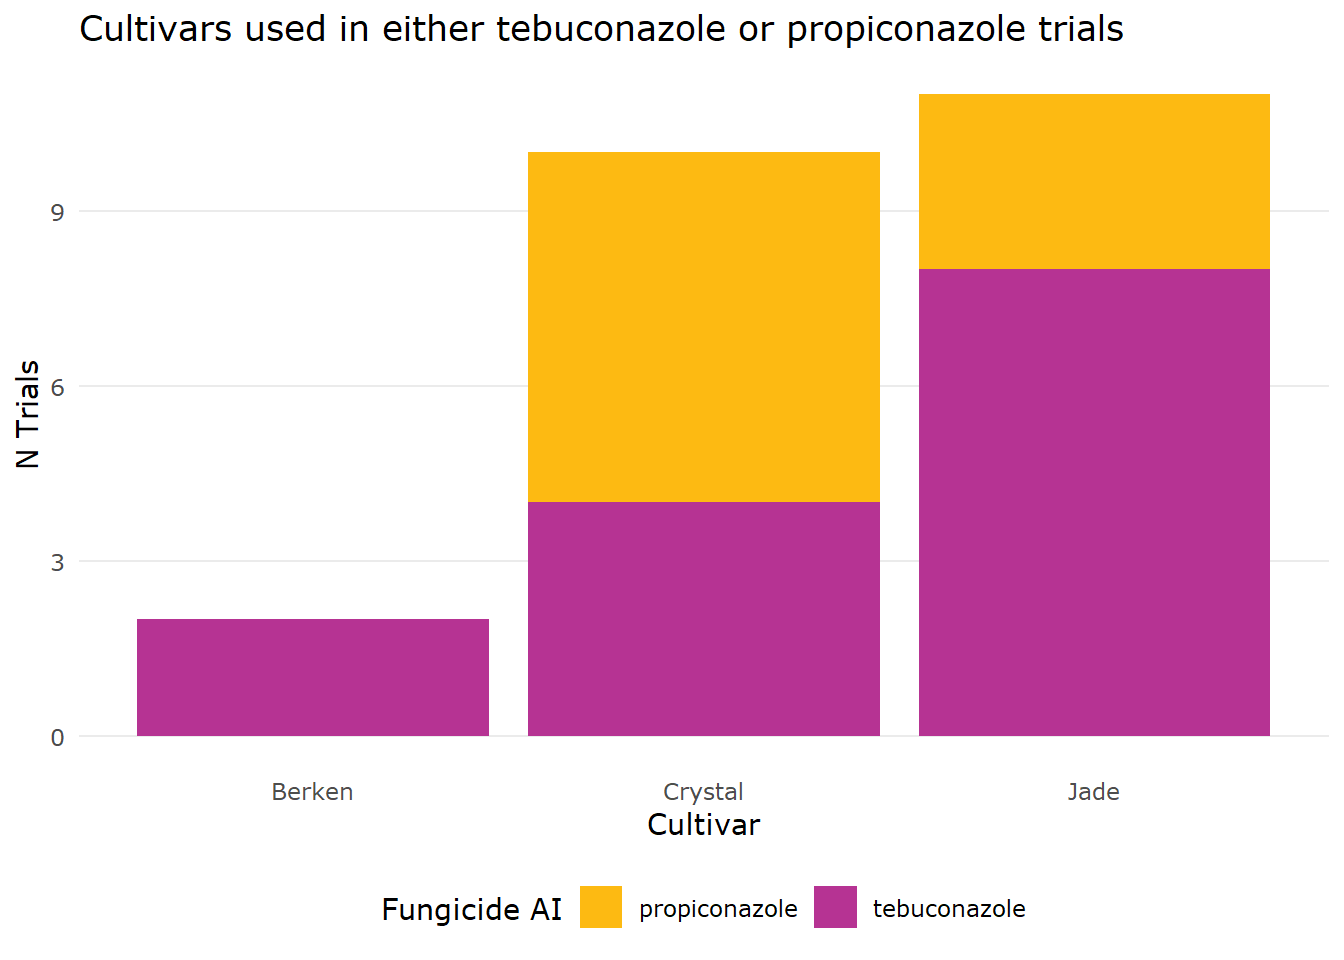 Cultivars used in either tebuconazole or propiconazole trials
N Trials
9
6
3
0
Berken Crystal Jade
Cultivar
Fungicide AI propiconazole tebuconazole